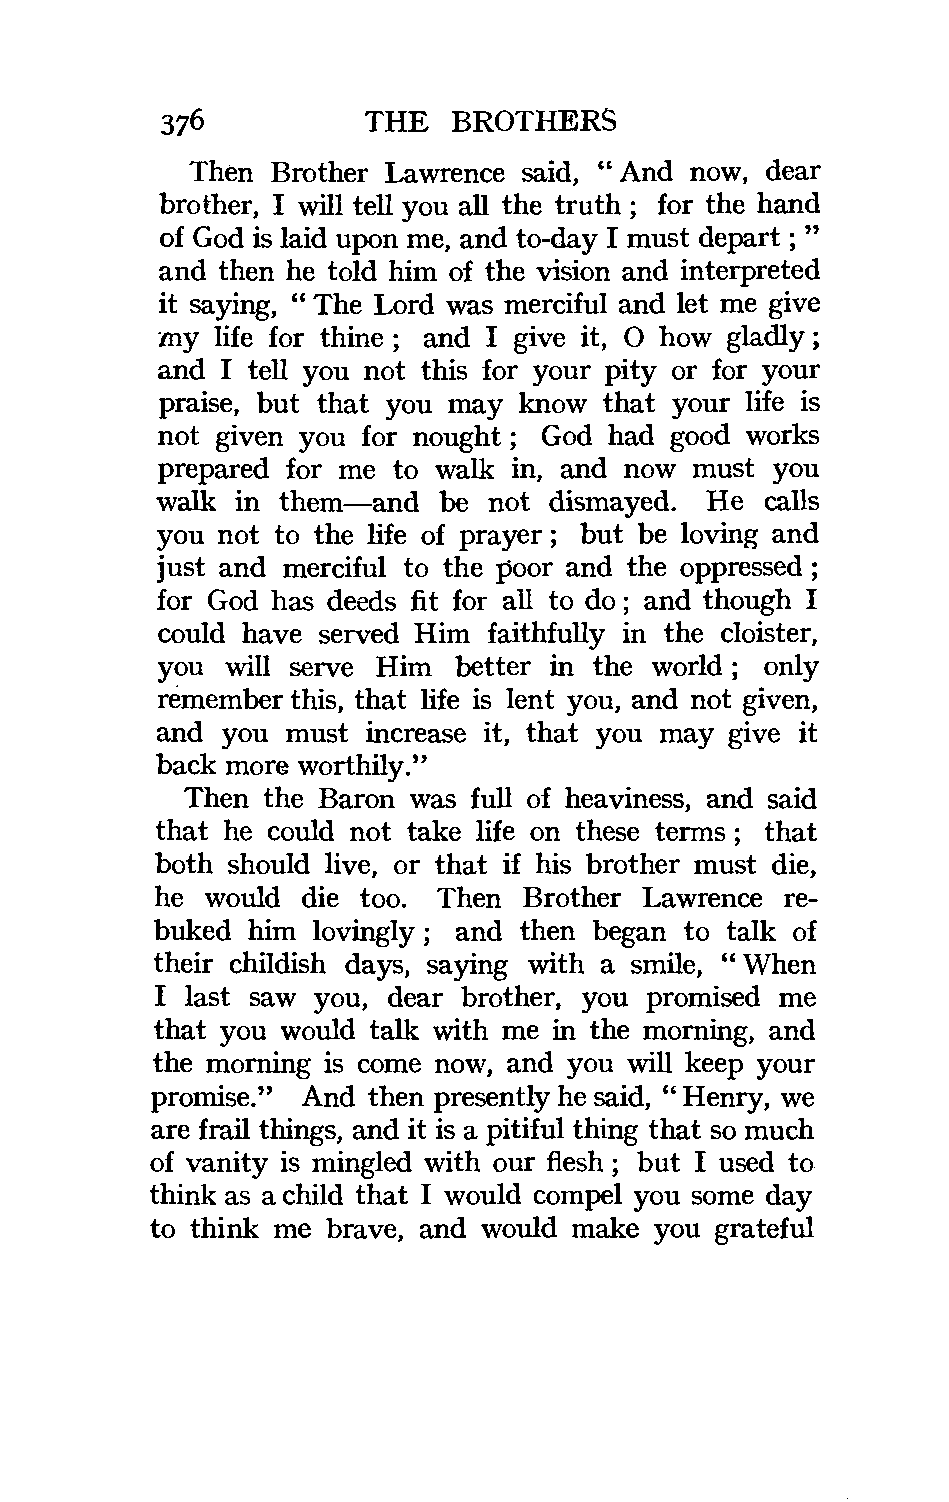 376 THE BROTHERS
Then Brother Lawrence said, “ And now, dear
brother, I will tell you all the truth ; for the hand
of God is laid upon me, and to-day I must depart ; ”
and then he told him of the vision and interpreted
it saying, “ The Lord was merciful and let me give
my life for thine ; and I give it, O how gladly ;
and I tell you not this for your pity or for your
praise, but that you may know that your life is
not given you for nought ; God had good works
prepared for me to walk in, and now must you
walk in them—and be not dismayed. He calls
you not to the life of prayer ; but be loving and
just and merciful to the poor and the oppressed ;
for God has deeds fit for all to do ; and though I
could have served Him faithfully in the cloister,
you will serve Him better in the world ; only
remember this, that life is lent you, and not given,
and you must increase it, that you may give it
back more worthily.”
Then the Baron was full of heaviness, and said
that he could not take life on these terms ; that
both should live, or that if his brother must die,
he would die too. Then Brother Lawrence re-
buked him lovingly ; and then began to talk of
their childish days, saying with a smile, “ When
I last saw you, dear brother, you promised me
that you would talk with me in the morning, and
the morning is come now, and you will keep your
promise.” And then presently he said, “ Henry, we
are frail things, and it is a pitiful thing that so much
of vanity is mingled with our flesh ; but I used to
think as a child that I would compel you some day
to think me brave, and would make you grateful